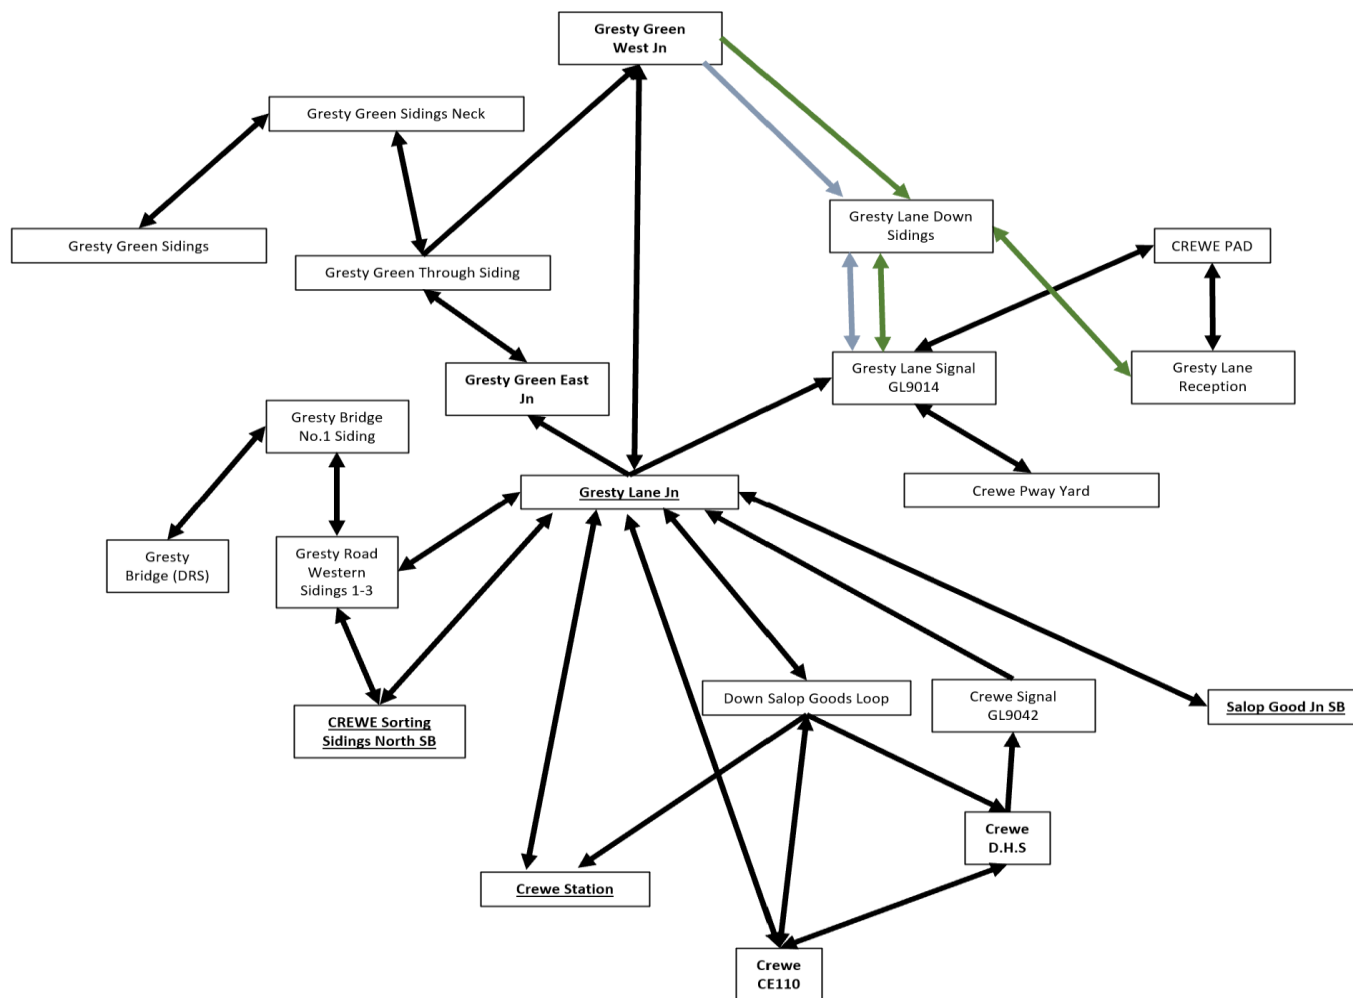 Gresty Green
West Jn
Gresty Green Sidings Neck
Gresty Lane Down
Sidings
Gresty Green Sidings
CREWE PAD
Gresty Green Through Siding
Gresty Lane Signal
GL9014
Gresty Lane
Reception
Gresty Green East
Jn
Gresty Bridge
No.1 Siding
Gresty Lane Jn
Crewe Pway Yard
Gresty
Bridge (DRS)
Gresty Road
Western
Sidings 1-3
CREWE Sorting
Sidings North SB
Down Salop Goods Loop
Crewe Signal
GL9042
Salop Good Jn SB
Crewe
D.H.S
Crewe Station
Crewe
CE110